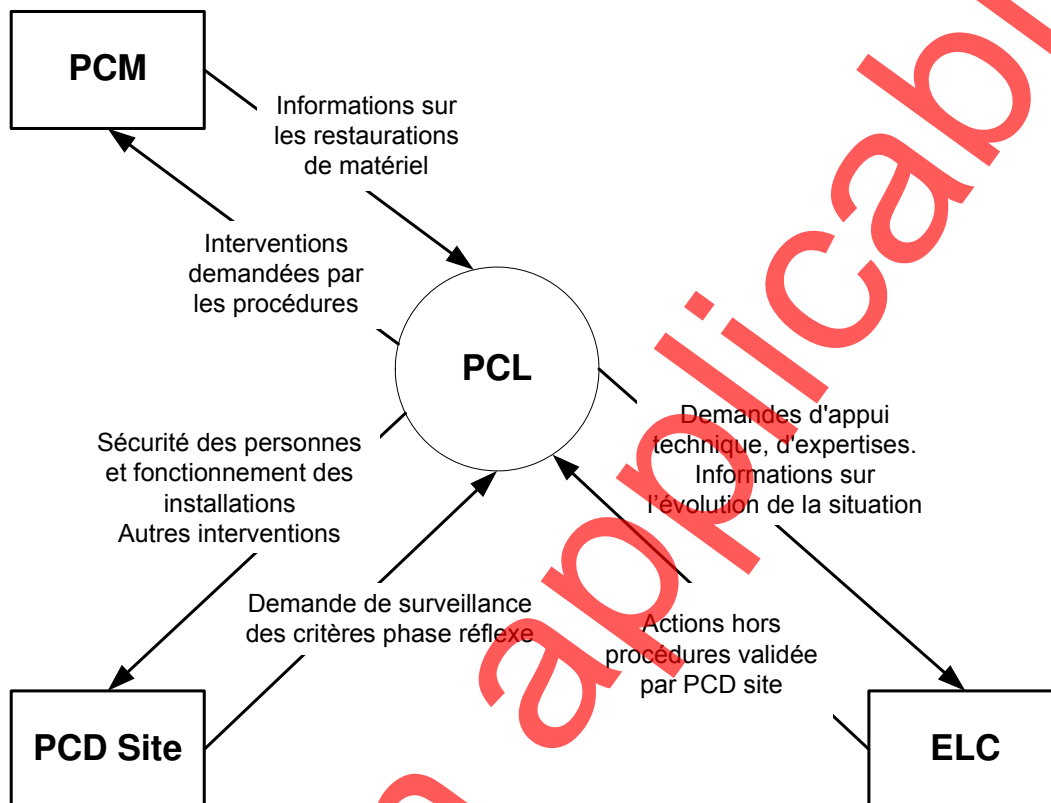 PCM
Informations sur
les restaurations
de matériel
Interventions
demandées par
les procédures
PCL
Sécurité des personnes
et fonctionnement des
installations
Autres interventions
Demandes d'appui
technique, d'expertises.
Informations sur
l'évolution de la situation
Demande de surveillance
des critères phase réflexe
Actions hors
procédures validée
par PCD site
PCD Site
ELC